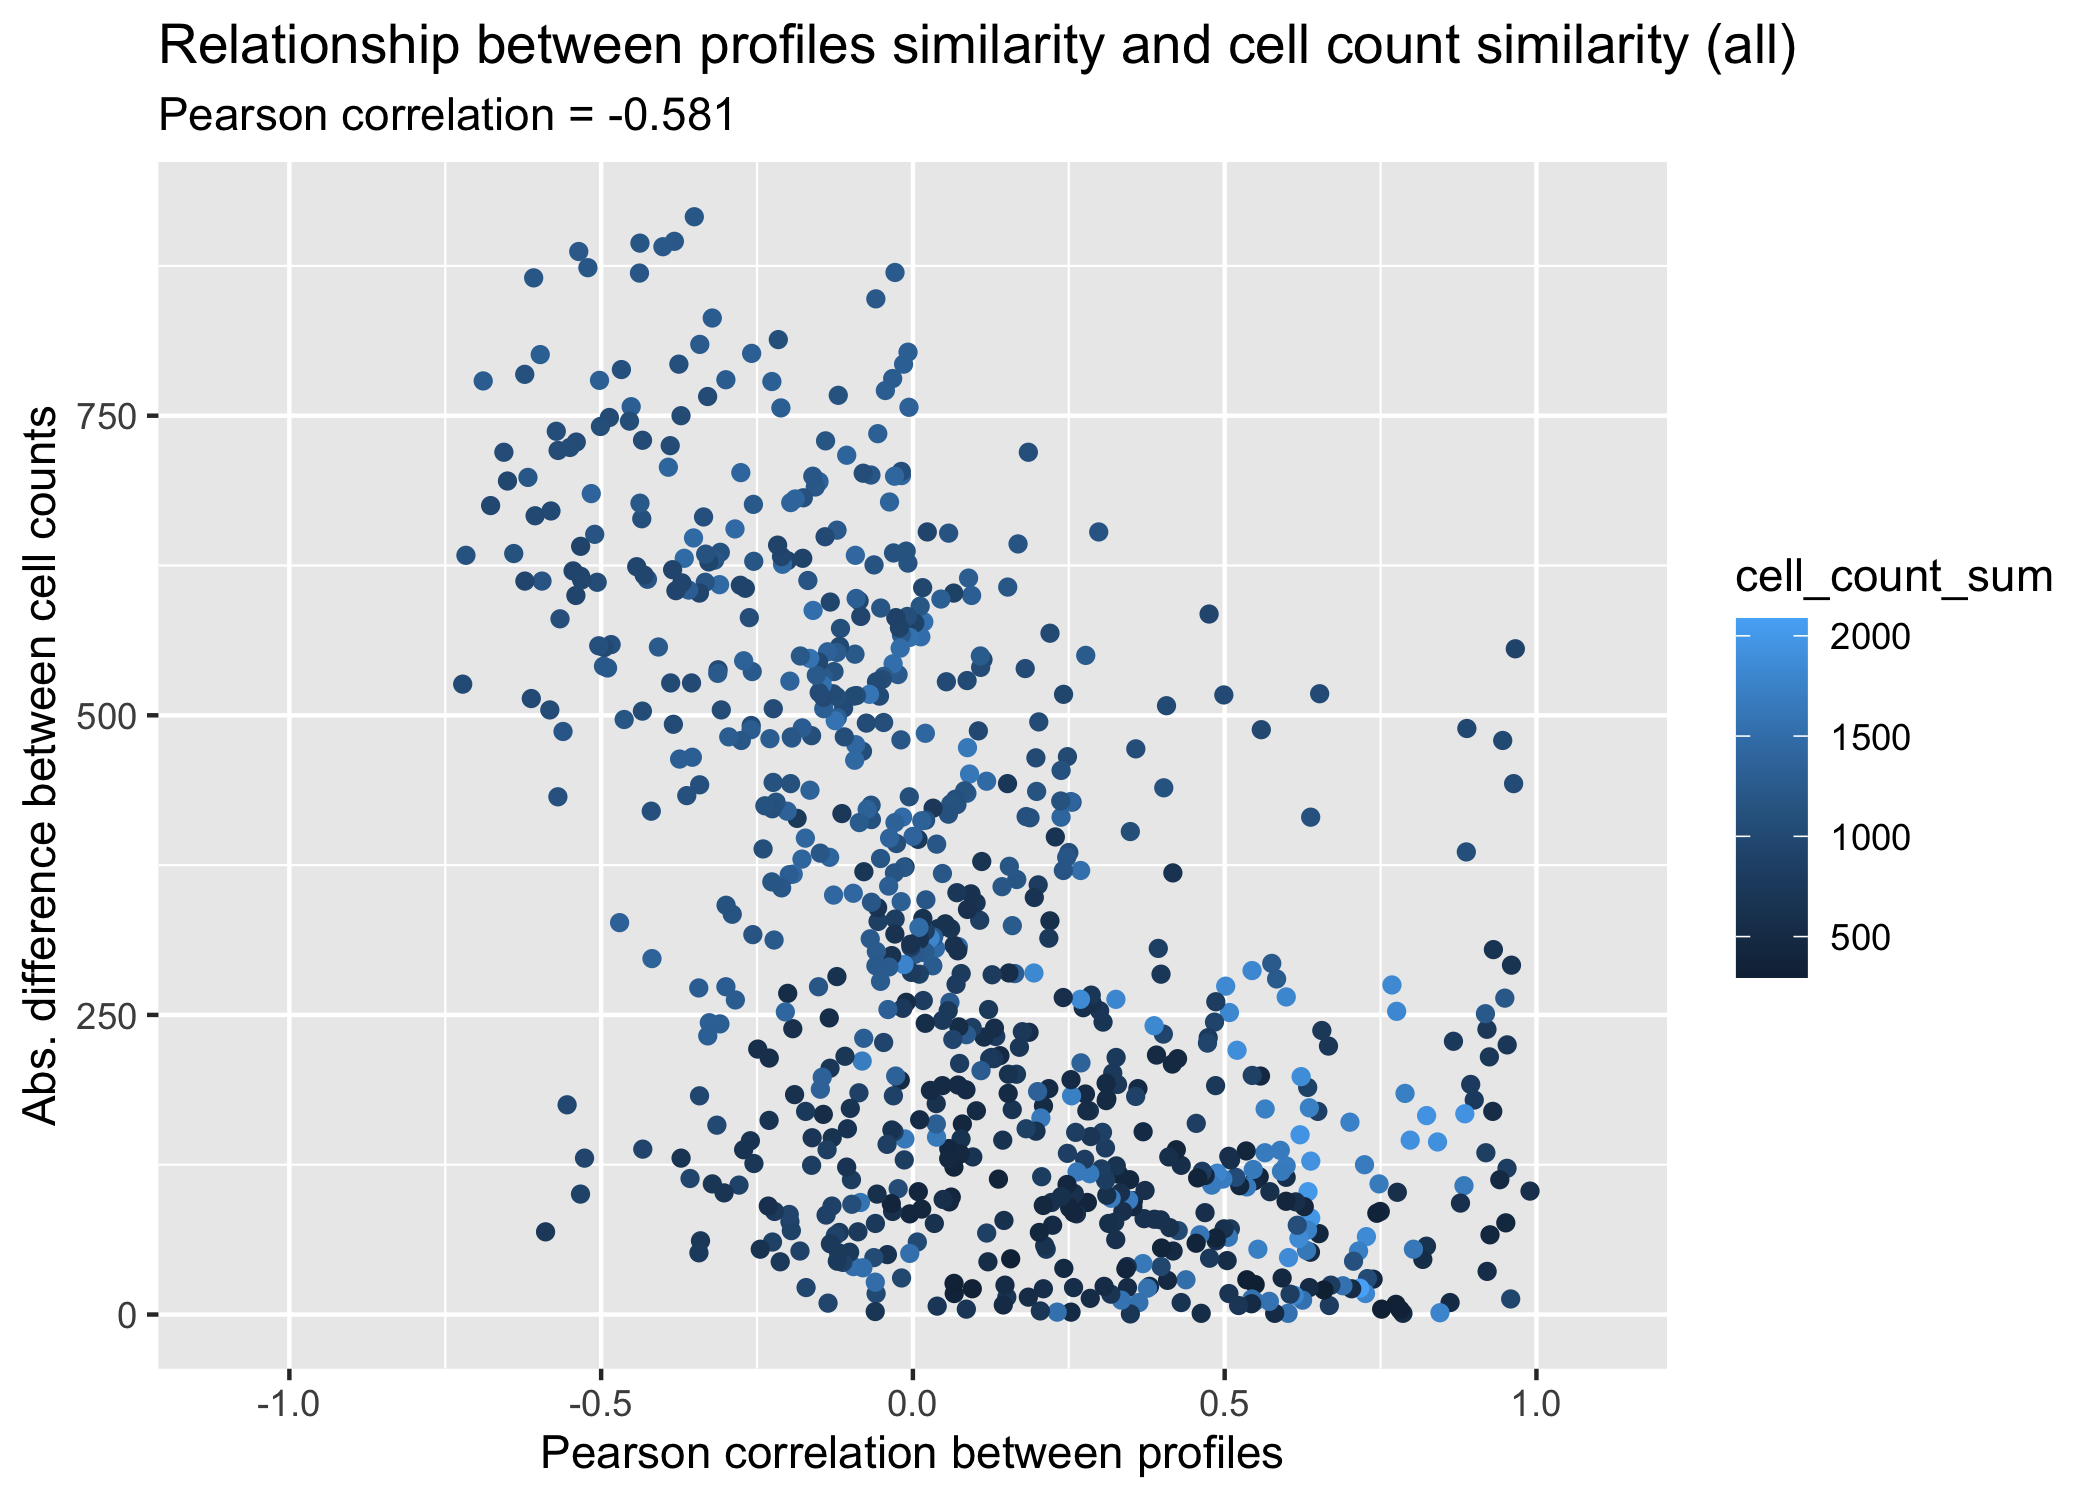 Relationship between profiles similarity and cell count similarity (all)
Pearson correlation = -0.581
Abs. difference between cell counts
750
500
250
0
-1.0
-0.5
0.0
0.5
1.0
Pearson correlation between profiles
cell_count_sum
2000
1500
1000
500